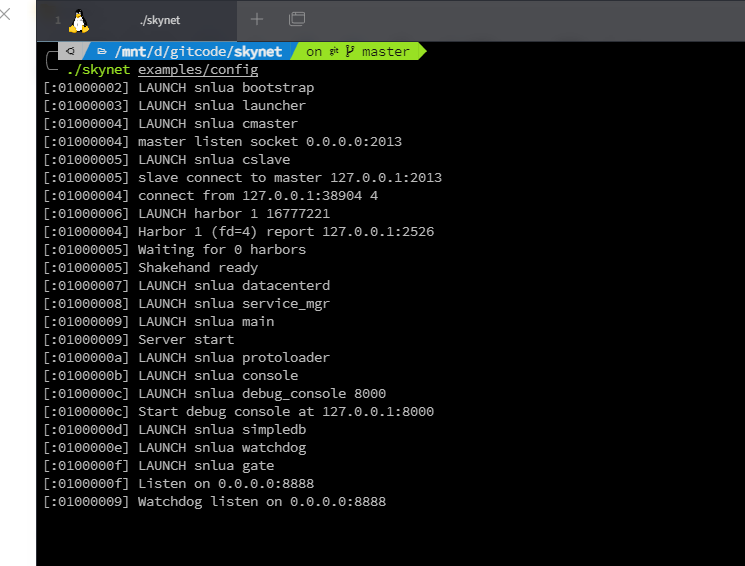 1 ./skynet
/mnt/d/gitcode/skynet on git master
./skynet examples/config
[:01000002] LAUNCH snlua bootstrap
[:01000003] LAUNCH snlua launcher
[:01000004] LAUNCH snlua cmaster
[:01000004] master listen socket 0.0.0.0:2013
[:01000005] LAUNCH snlua cslave
[:01000005] slave connect to master 127.0.0.1:2013
[:01000004] connect from 127.0.0.1:38904 4
[:01000006] LAUNCH harbor 1 16777221
[:01000004] Harbor 1 (fd=4) report 127.0.0.1:2526
[:01000005] Waiting for 0 harbors
[:01000005] Shakehand ready
[:01000007] LAUNCH snlua datacenterd
[:01000008] LAUNCH snlua service_mgr
[:01000009] LAUNCH snlua main
[:01000009] Server start
[:0100000a] LAUNCH snlua protoloader
[:0100000b] LAUNCH snlua console
[:0100000c] LAUNCH snlua debug_console 8000
[:0100000c] Start debug console at 127.0.0.1:8000
[:0100000d] LAUNCH snlua simpledb
[:0100000e] LAUNCH snlua watchdog
[:0100000f] LAUNCH snlua gate
[:0100000f] Listen on 0.0.0.0:8888
[:01000009] Watchdog listen on 0.0.0.0:8888